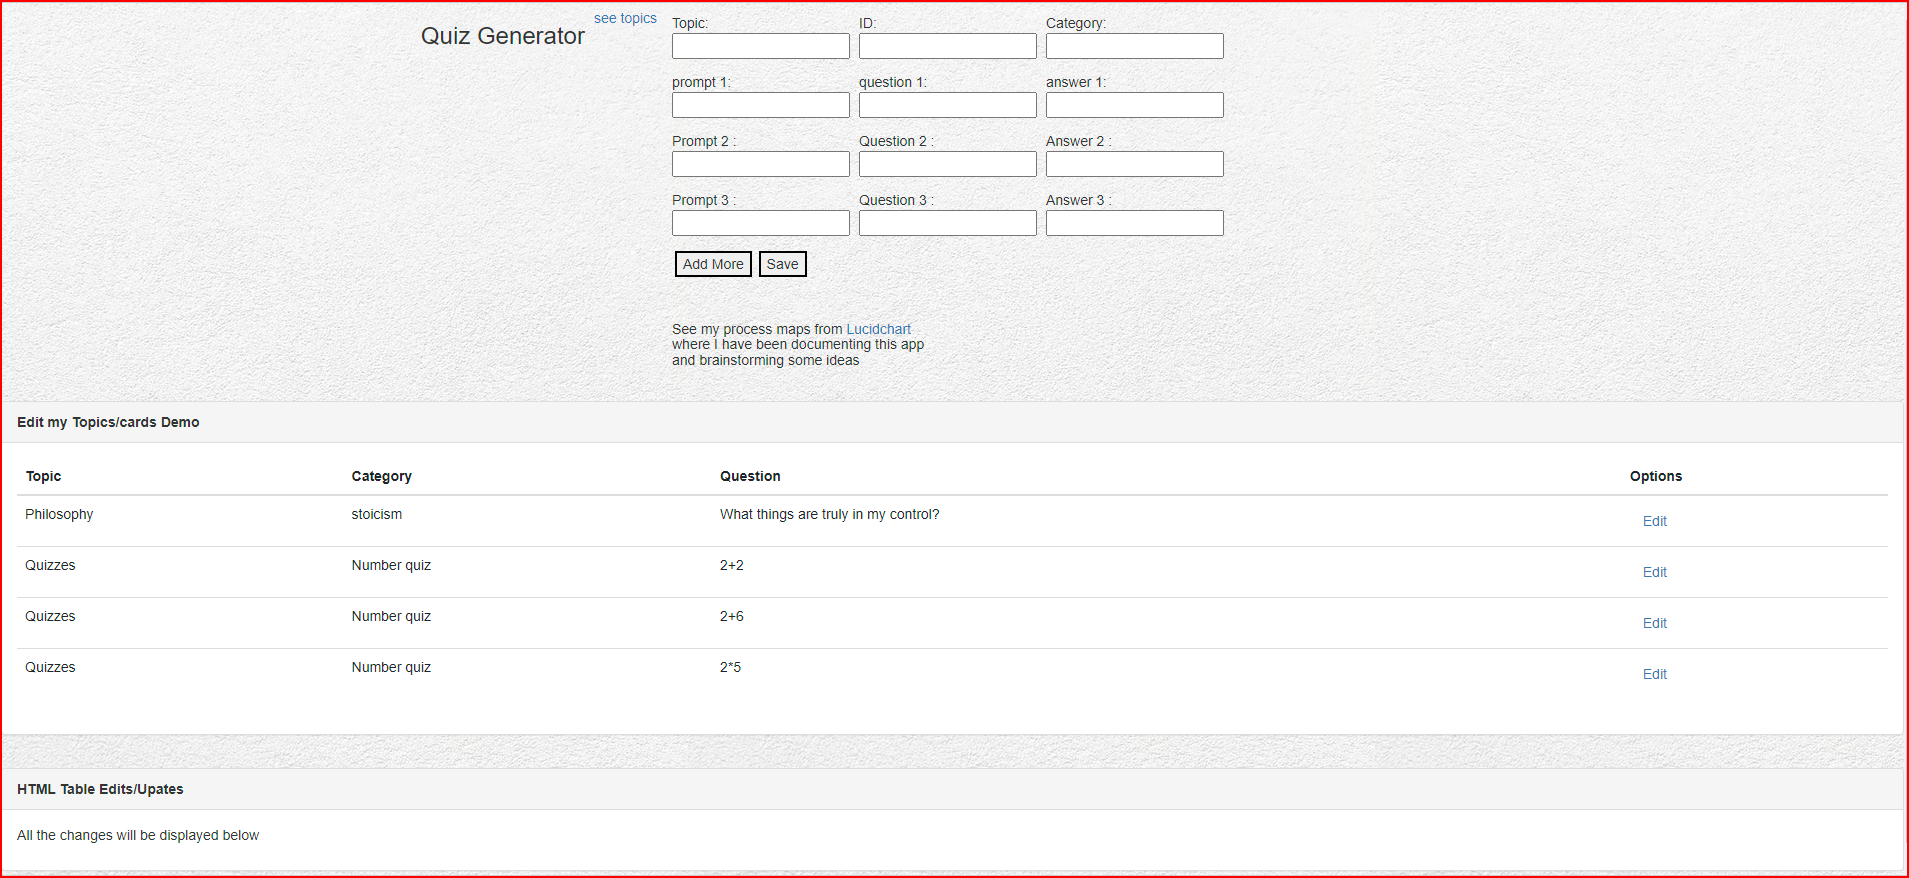 see topics
Quiz Generator
Topic: ID: Category:
prompt 1: question 1: answer 1:
Prompt 2 : Question 2 : Answer 2 :
Prompt 3 : Question 3 : Answer 3 :
Add More Save
See my process maps from Lucidchart
where I have been documenting this app
and brainstorming some ideas
Edit my Topics/cards Demo
Topic Category Question Options
Philosophy stoicism What things are truly in my control? Edit
Quizzes Number quiz 2+2 Edit
Quizzes Number quiz 2+6 Edit
Quizzes Number quiz 2*5 Edit
HTML Table Edits/Upates
All the changes will be displayed below